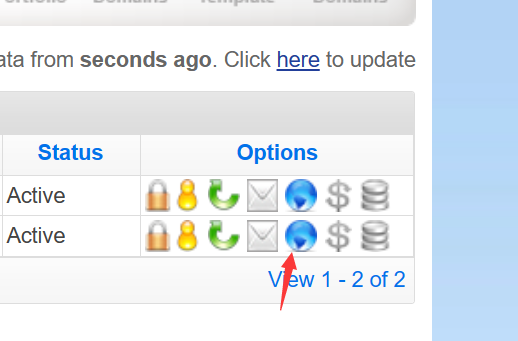 Domains Template Domains
ata from seconds ago. Click here to update
Status Options
Active
Active
View 1 - 2 of 2